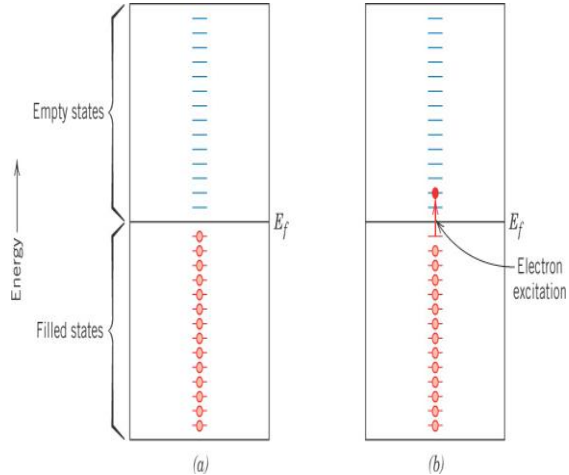 Empty states
Energy
Filled states
E_f
(a)
E_f
Electron
excitation
(b)